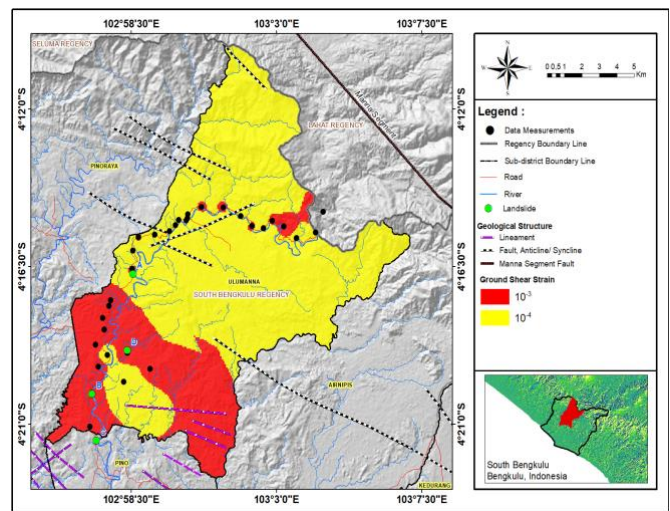 102°58'30"E 103°3'0"E 103°7'30"E
SELUMA REGENCY
4°12'0"S
4°12'0"S
Manna Segment
LAHAT REGENCY
PINORAYA
4°16'30"S
4°16'30"S
ULUMANNA
SOUTH BENGKULU REGENCY
AIRNIPIS
4°21'0"S
4°21'0"S
PINO
KEDURANG
102°58'30"E 103°3'0"E 103°7'30"E
N
W E
S
0 0,5 1 2 3 4 5
Km
Legend :
Data Measurements
Regency Boundary Line
Sub-district Boundary Line
Road
River
Landslide
Geological Structure
Lineament
Fault, Anticline/ Syncline
Manna Segment Fault
Ground Shear Strain
10⁻³
10⁻⁴
South Bengkulu
Bengkulu, Indonesia